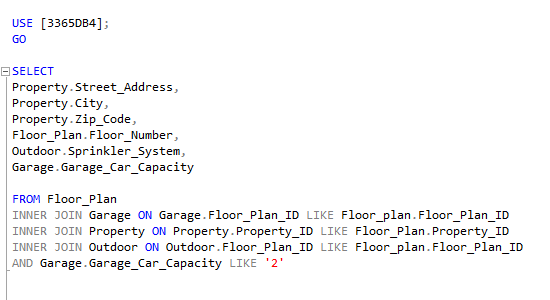 USE [3365DB4];
GO
SELECT
Property.Street_Address,
Property.City,
Property.Zip_Code,
Floor_Plan.Floor_Number,
Outdoor.Sprinkler_System,
Garage.Garage_Car_Capacity
FROM Floor_Plan
INNER JOIN Garage ON Garage.Floor_Plan_ID LIKE Floor_plan.Floor_Plan_ID
INNER JOIN Property ON Property.Property_ID LIKE Floor_Plan.Property_ID
INNER JOIN Outdoor ON Outdoor.Floor_Plan_ID LIKE Floor_plan.Floor_Plan_ID
AND Garage.Garage_Car_Capacity LIKE '2'